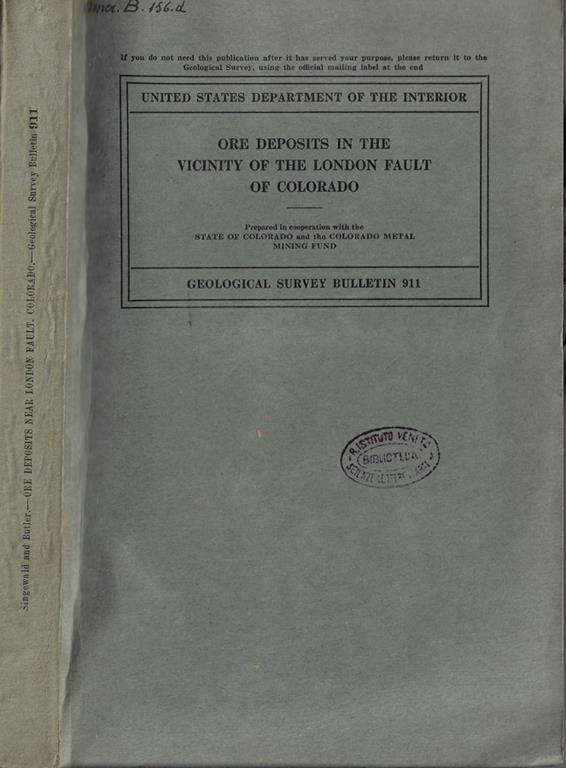 B. 156.d
If you do not need this publication after it has served your purpose, please return it to the
Geological Survey, using the official mailing label at the end
UNITED STATES DEPARTMENT OF THE INTERIOR
ORE DEPOSITS IN THE
VICINITY OF THE LONDON FAULT
OF COLORADO
Prepared in cooperation with the
STATE OF COLORADO and the COLORADO METAL
MINING FUND
GEOLOGICAL SURVEY BULLETIN 911
R. ISTITUTO VENETO
BIBLIOTECA
SCIENZE LETTERE ARTI
Singewald and Butler.—ORE DEPOSITS NEAR LONDON FAULT, COLORADO.—Geological Survey Bulletin 911